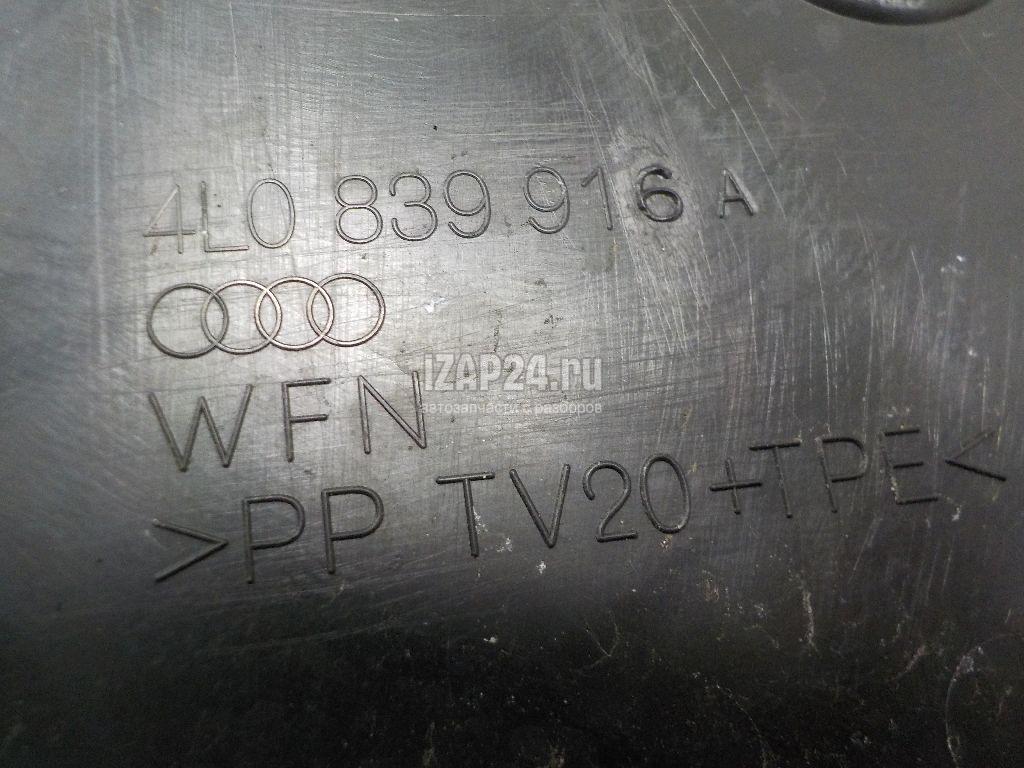 4L0 839 916 A
WFN
IZAP24.ru
автозапчасти с разборов
>PP TV20+TPE<